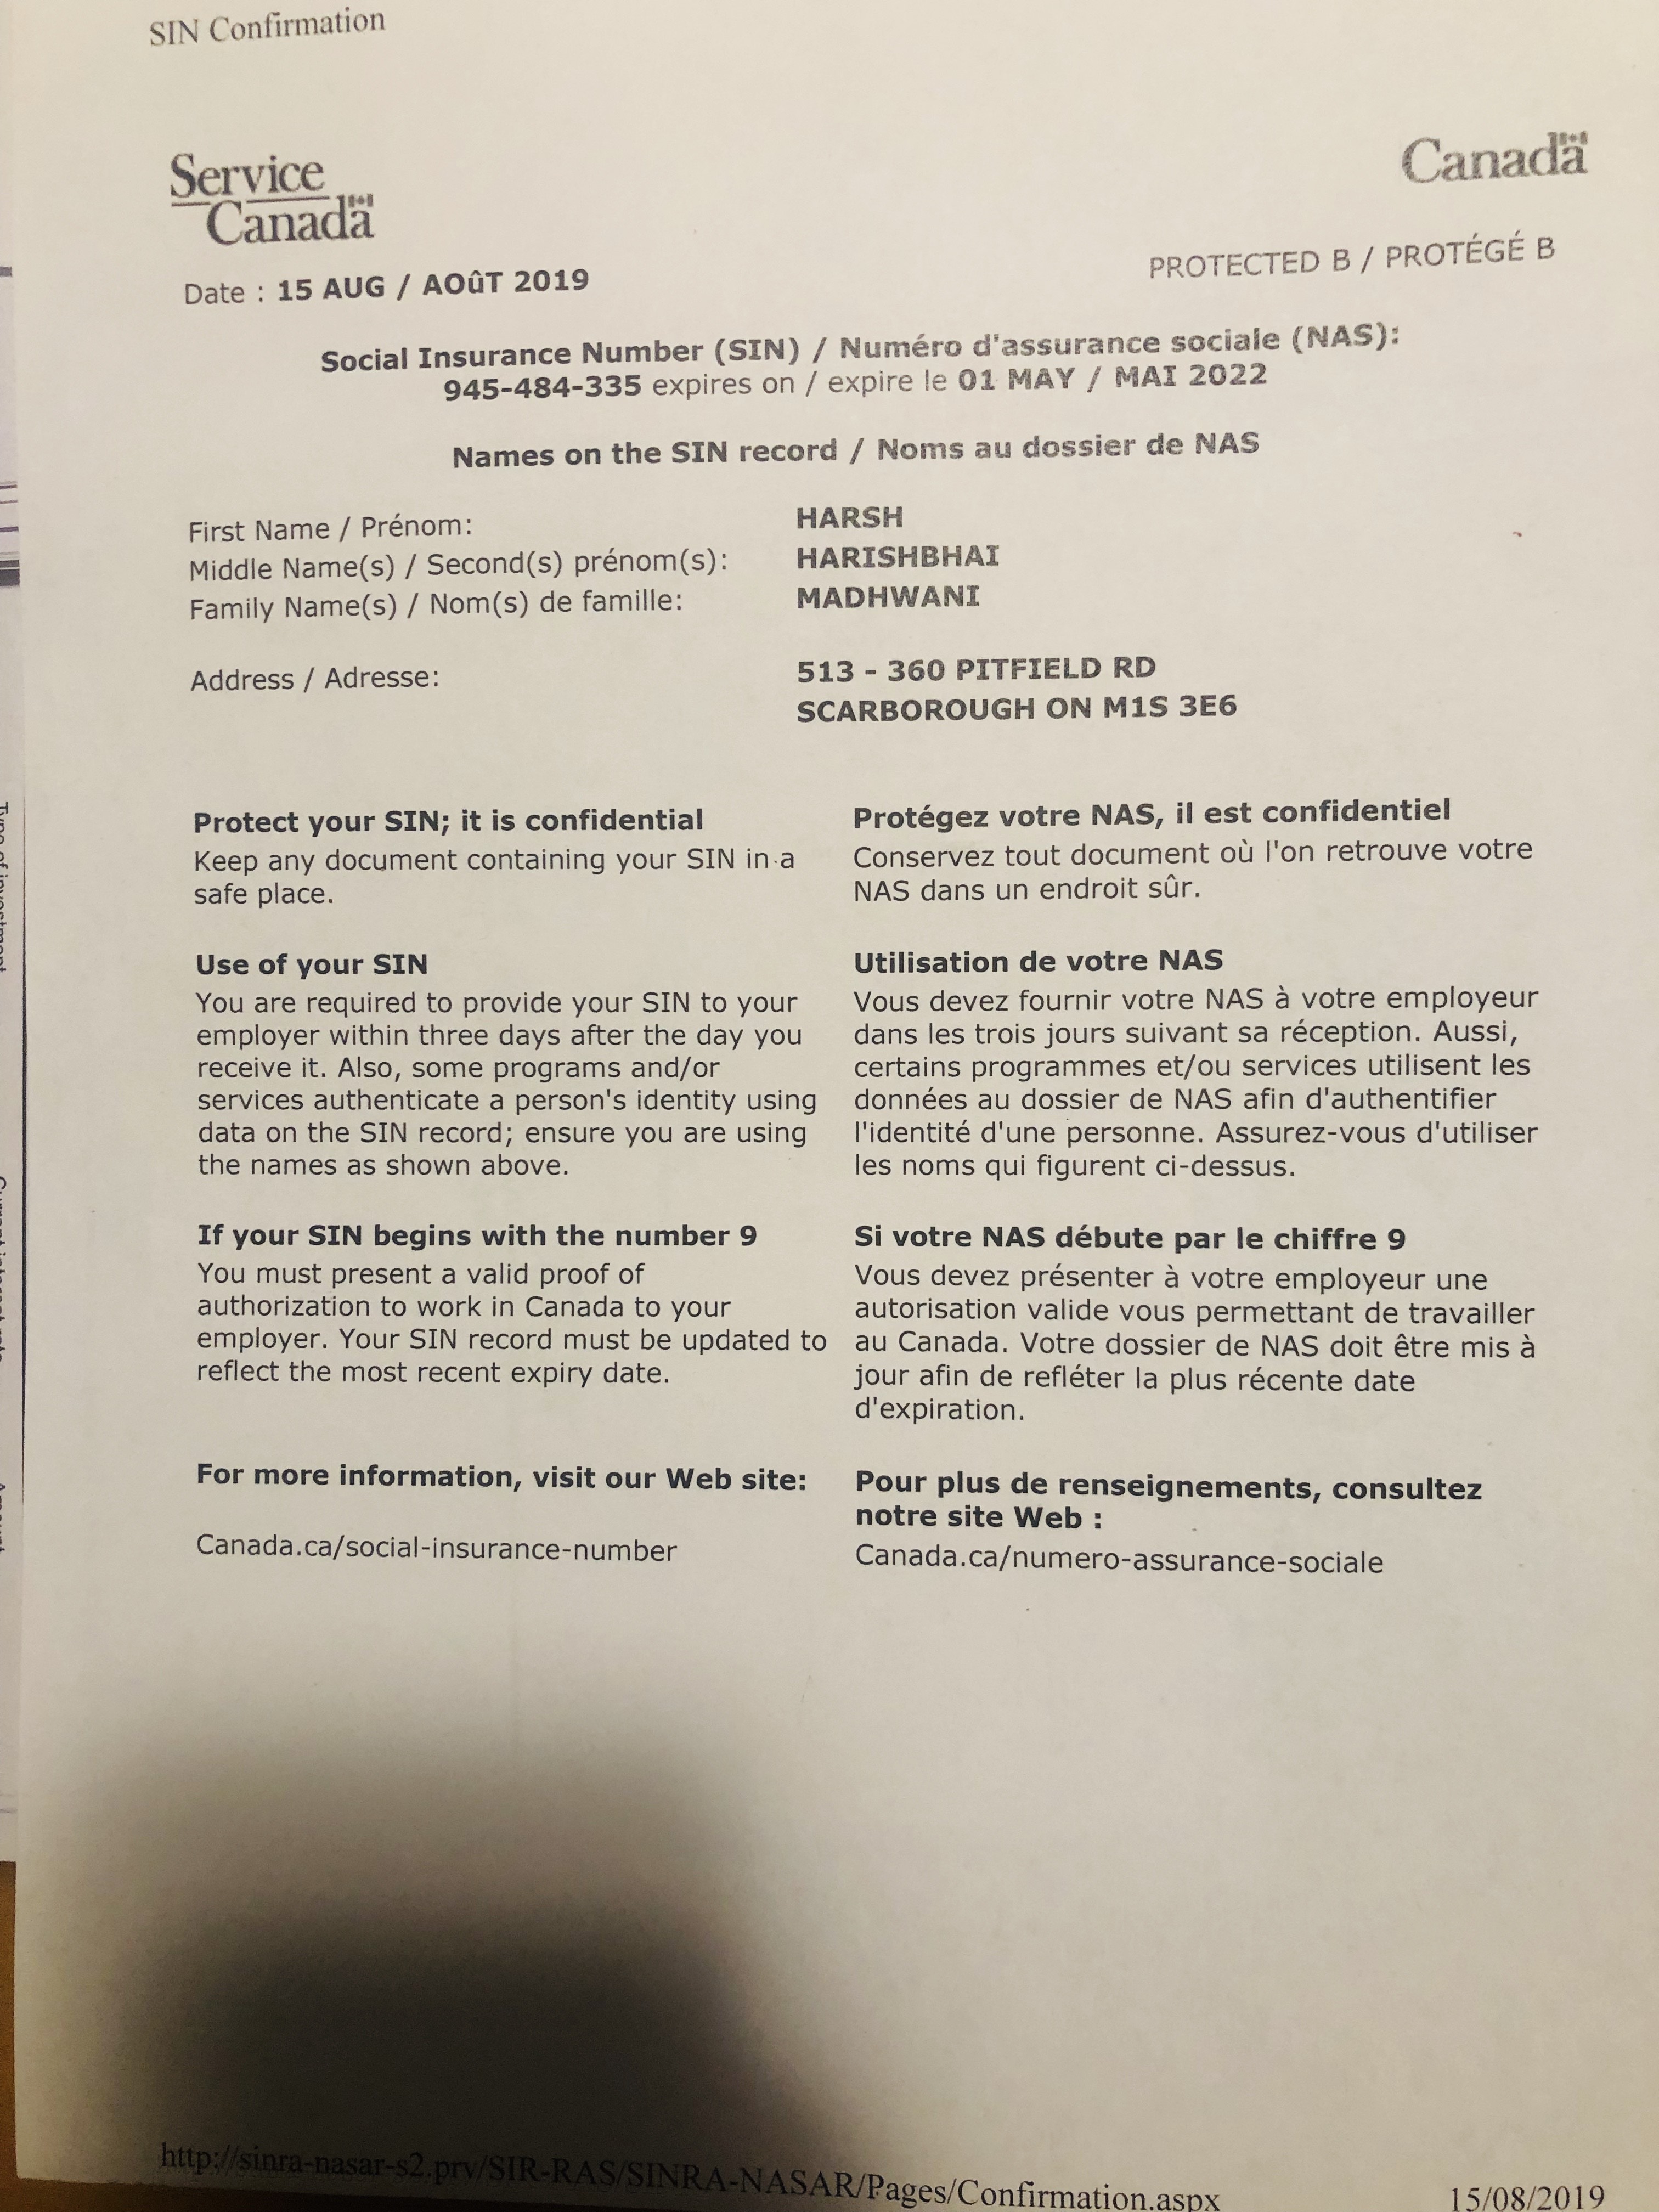 SIN Confirmation
Service
Canada
Canada
PROTECTED B / PROTÉGÉ B
Date : 15 AUG / AOûT 2019
Social Insurance Number (SIN) / Numéro d'assurance sociale (NAS):
945-484-335 expires on / expire le 01 MAY / MAI 2022
Names on the SIN record / Noms au dossier de NAS
First Name / Prénom: HARSH
Middle Name(s) / Second(s) prénom(s): HARISHBHAI
Family Name(s) / Nom(s) de famille: MADHWANI
Address / Adresse: 513 - 360 PITFIELD RD
SCARBOROUGH ON M1S 3E6
Protect your SIN; it is confidential
Keep any document containing your SIN in a
safe place.
Protégez votre NAS, il est confidentiel
Conservez tout document où l'on retrouve votre
NAS dans un endroit sûr.
Use of your SIN
You are required to provide your SIN to your
employer within three days after the day you
receive it. Also, some programs and/or
services authenticate a person's identity using
data on the SIN record; ensure you are using
the names as shown above.
Utilisation de votre NAS
Vous devez fournir votre NAS à votre employeur
dans les trois jours suivant sa réception. Aussi,
certains programmes et/ou services utilisent les
données au dossier de NAS afin d'authentifier
l'identité d'une personne. Assurez-vous d'utiliser
les noms qui figurent ci-dessus.
If your SIN begins with the number 9
You must present a valid proof of
authorization to work in Canada to your
employer. Your SIN record must be updated to
reflect the most recent expiry date.
Si votre NAS débute par le chiffre 9
Vous devez présenter à votre employeur une
autorisation valide vous permettant de travailler
au Canada. Votre dossier de NAS doit être mis à
jour afin de refléter la plus récente date
d'expiration.
For more information, visit our Web site:
Canada.ca/social-insurance-number
Pour plus de renseignements, consultez
notre site Web :
Canada.ca/numero-assurance-sociale
http://sinra-nasar-s2.prv/SIR-RAS/SINRA-NASAR/Pages/Confirmation.aspx
15/08/2019